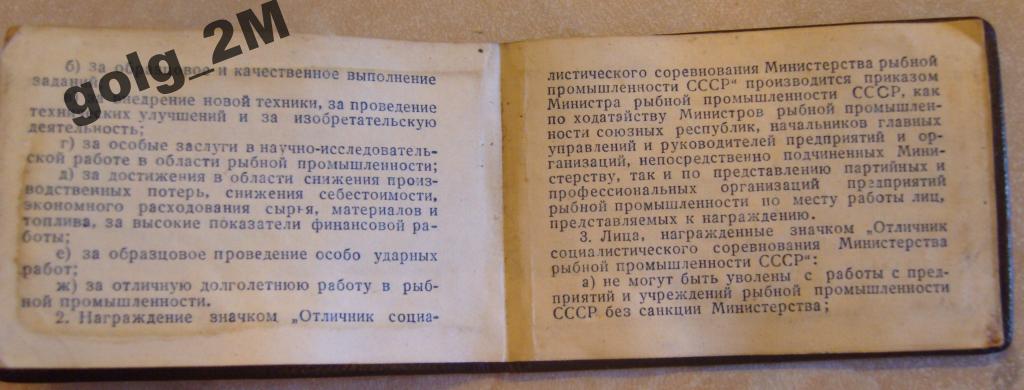 golg_2M
б) за образцовое и качественное выполнение
заданий
внедрение новой техники, за проведение
технических улучшений и за изобретательскую
деятельность;
г) за особые заслуги в научно-исследователь-
ской работе в области рыбной промышленности;
д) за достижения в области снижения произ-
водственных потерь, снижения себестоимости,
экономного расходования сырья, материалов и
топлива, за высокие показатели финансовой ра-
боты;
е) за образцовое проведение особо ударных
работ;
ж) за отличную долголетнюю работу в рыб-
ной промышленности.
2. Награждение значком „Отличник социа-
листического соревнования Министерства рыбной
промышленности СССР“ производится приказом
Министра рыбной промышленности СССР, как
по ходатайству Министров рыбной промышлен-
ности союзных республик, начальников главных
управлений и руководителей предприятий и ор-
ганизаций, непосредственно подчиненных Мини-
стерству, так и по представлению партийных и
профессиональных организаций предприятий
рыбной промышленности по месту работы лиц,
представляемых к награждению.
3. Лица, награжденные значком „Отличник
социалистического соревнования Министерства
рыбной промышленности СССР“:
а) не могут быть уволены с работы с пред-
приятий и учреждений рыбной промышленности
СССР без санкции Министерства;